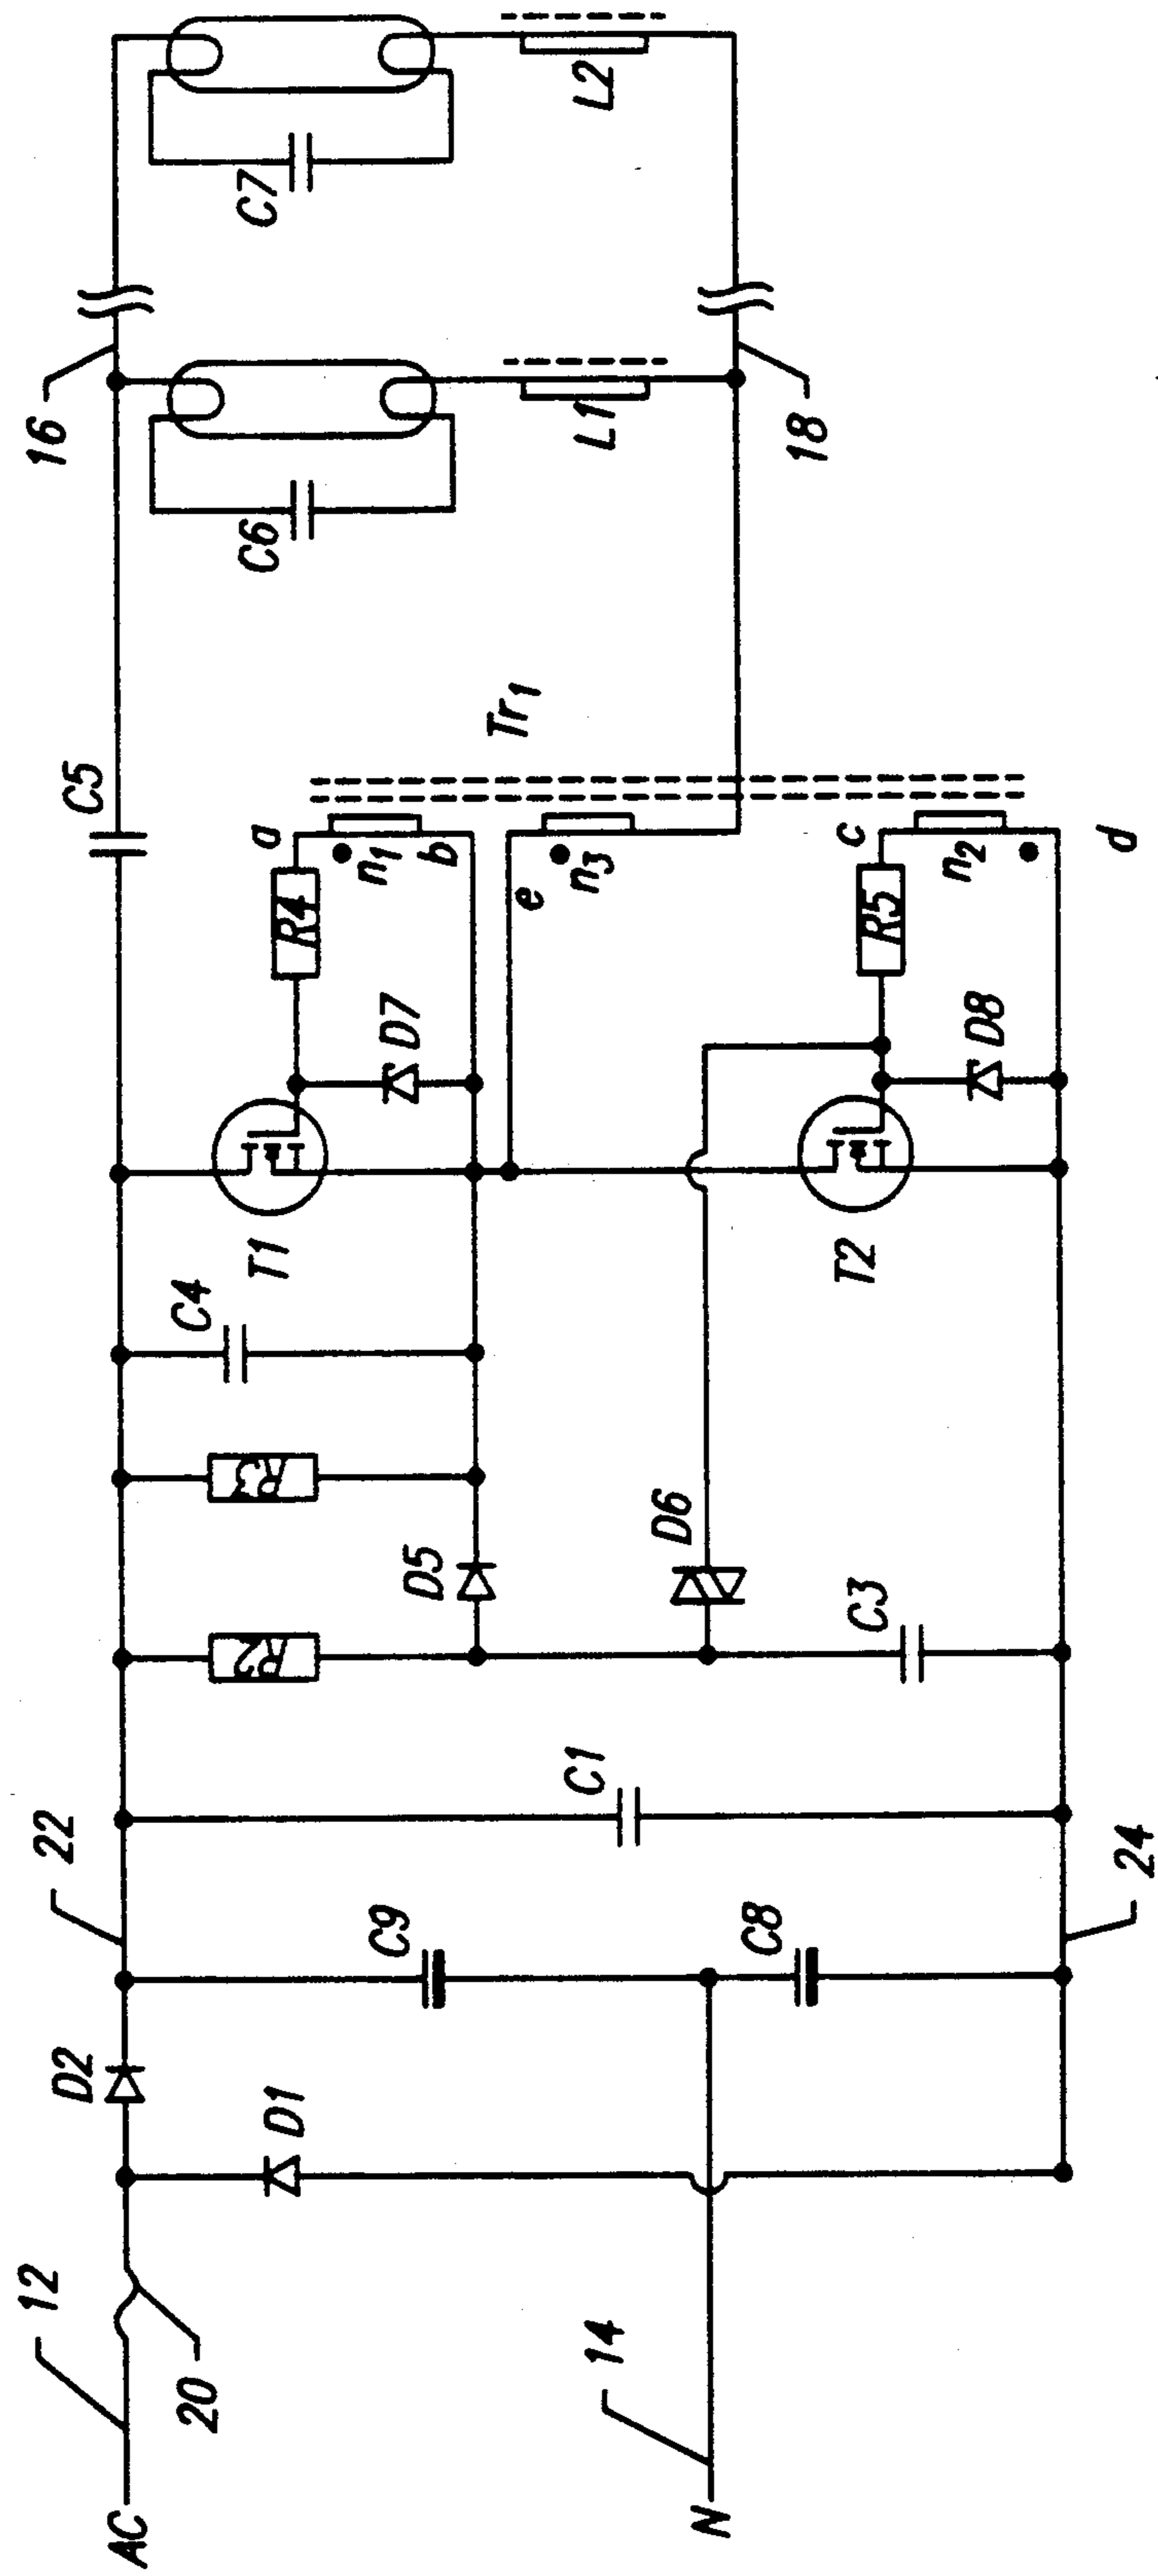 AC
12
20
N
14
D2
D1
22
C9
C8
24
C1
R2
R3
C4
D5
D6
C3
T1
T2
R4
D7
R5
D8
a
n1
b
e
n3
c
n2
d
Tr1
C5
16
C6
L1
18
C7
L2